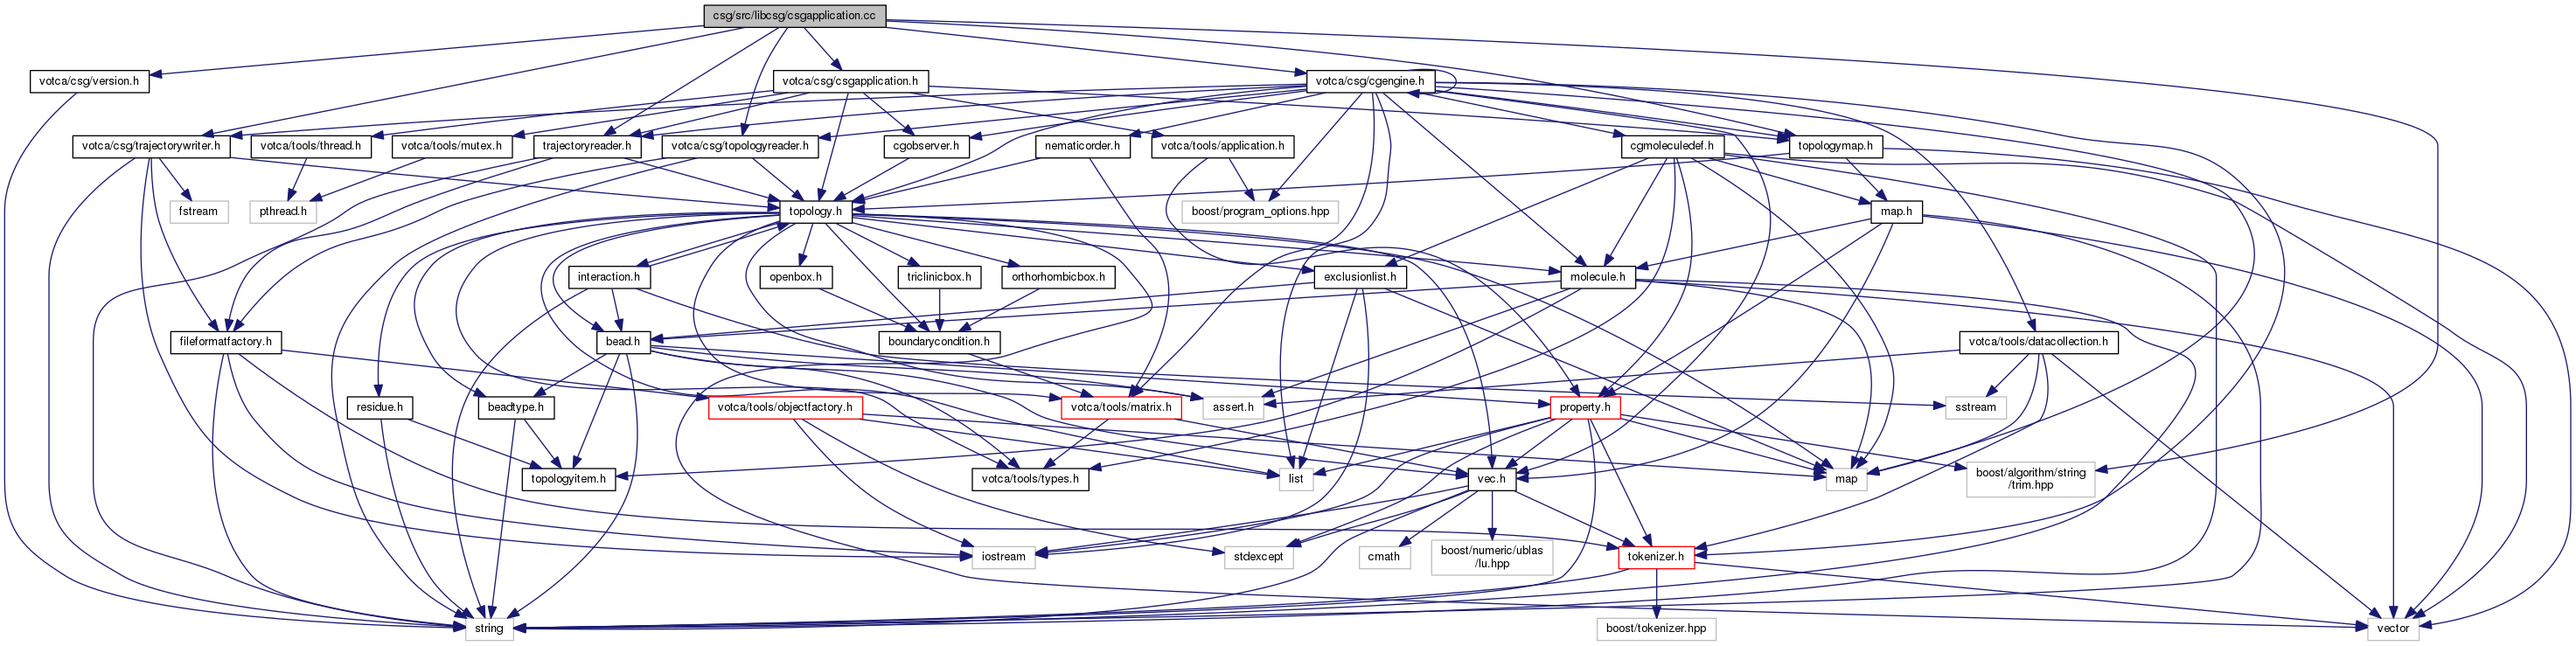 csg/src/libcsg/csgapplication.cc
votca/csg/version.h
votca/csg/csgapplication.h
votca/csg/cgengine.h
votca/csg/trajectorywriter.h
votca/tools/thread.h
votca/tools/mutex.h
trajectoryreader.h
votca/csg/topologyreader.h
cgobserver.h
nematicorder.h
votca/tools/application.h
cgmoleculedef.h
topologymap.h
fstream
pthread.h
topology.h
boost/program_options.hpp
map.h
interaction.h
openbox.h
triclinicbox.h
orthorhombicbox.h
exclusionlist.h
molecule.h
fileformatfactory.h
bead.h
boundarycondition.h
votca/tools/datacollection.h
residue.h
beadtype.h
votca/tools/objectfactory.h
votca/tools/matrix.h
assert.h
property.h
sstream
topologyitem.h
votca/tools/types.h
list
vec.h
map
boost/algorithm/string
/trim.hpp
iostream
stdexcept
cmath
boost/numeric/ublas
/lu.hpp
tokenizer.h
string
boost/tokenizer.hpp
vector